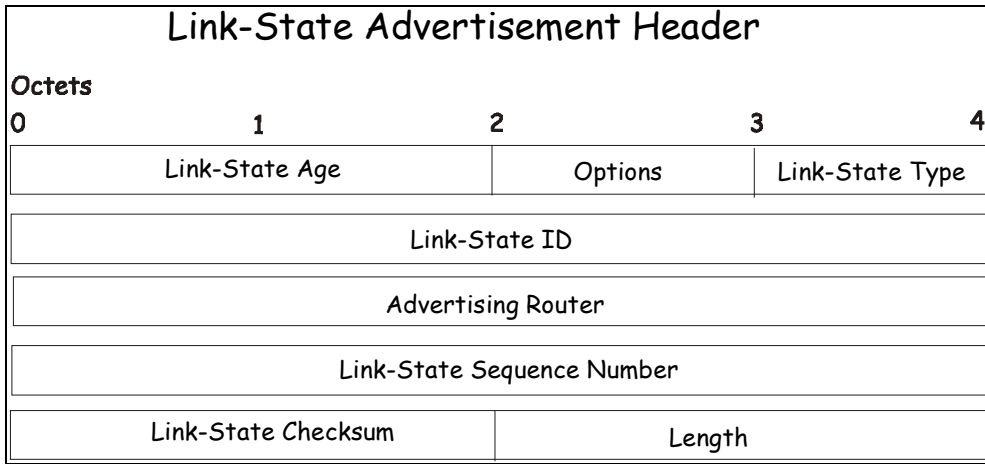 Link-State Advertisement Header
Octets
0 1 2 3 4
Link-State Age Options Link-State Type
Link-State ID
Advertising Router
Link-State Sequence Number
Link-State Checksum Length